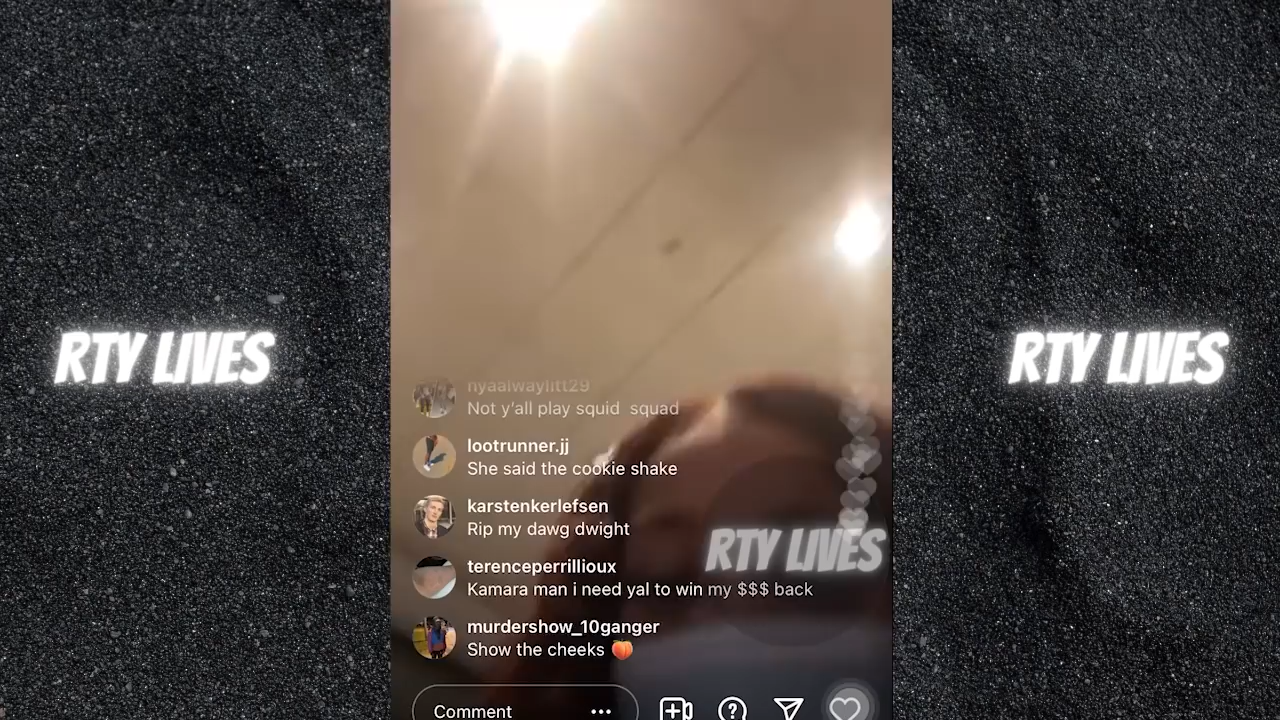 RTY LIVES
RTY LIVES
nyaalwaylitt29
Not y'all play squid squad
lootrunner.jj
She said the cookie shake
karstenkerlefsen
Rip my dawg dwight
RTY LIVES
terenceperrillioux
Kamara man i need yal to win my $$$ back
murdershow_10ganger
Show the cheeks 🍑
Comment